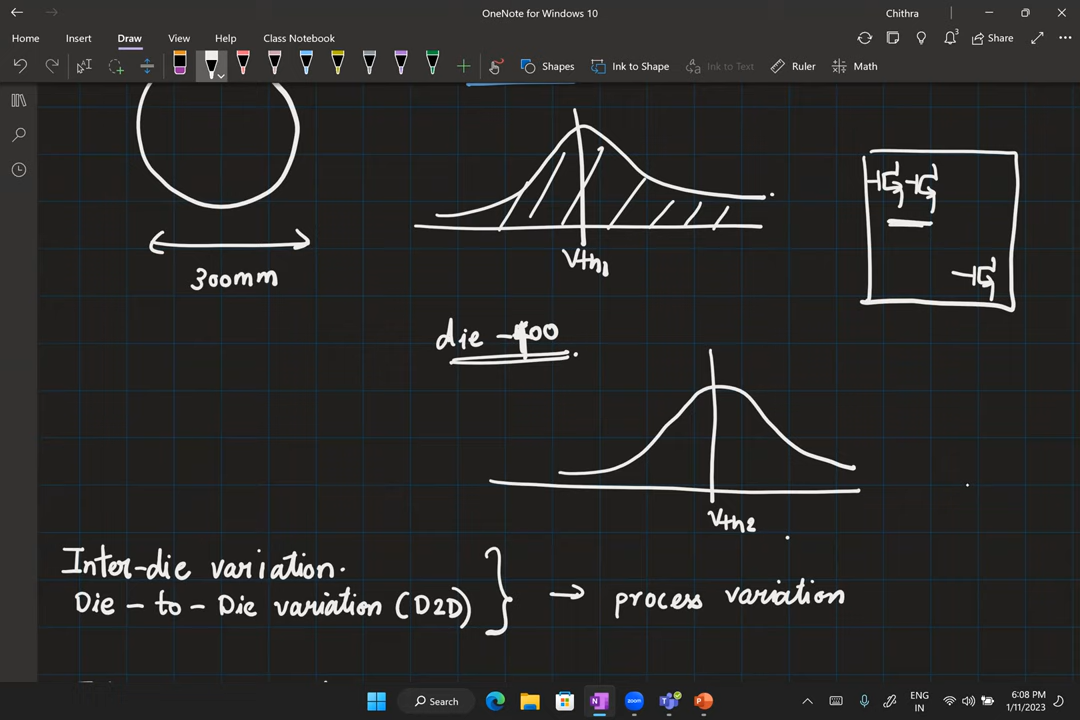 OneNote for Windows 10
Chithra
Home Insert Draw View Help Class Notebook
Share
Shapes Ink to Shape Ink to Text Ruler Math
Vth1
300mm
die - 400
Vth2
Inter-die variation.
Die - to - Die variation (D2D)
→ process variation
Search
ENG
IN
6:08 PM
1/11/2023